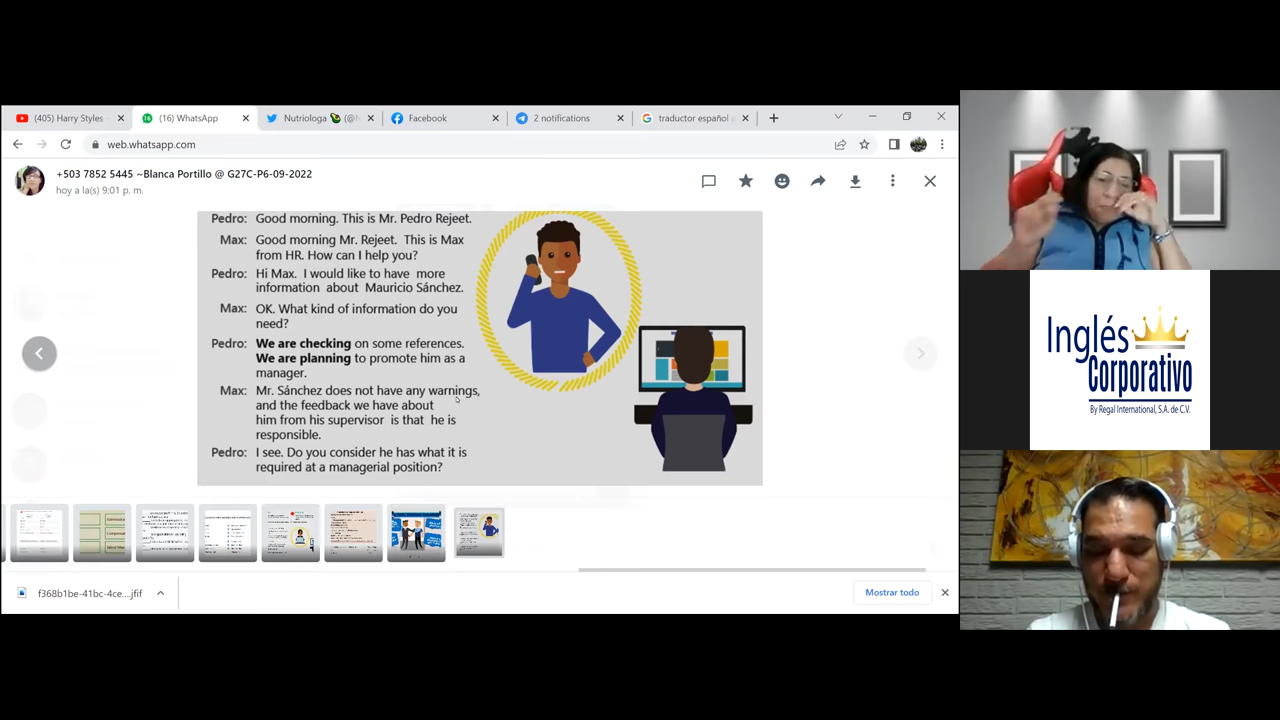 (405) Harry Styles
(16) WhatsApp
Nutriologa
(@N
Facebook
2 notifications
traductor español a
web.whatsapp.com
+503 7852 5445 ~Blanca Portillo @ G27C-P6-09-2022
hoy a la(s) 9:01 p. m.
Pedro: Good morning. This is Mr. Pedro Rejeet.
Max: Good morning Mr. Rejeet. This is Max
from HR. How can I help you?
Pedro: Hi Max. I would like to have more
information about Mauricio Sánchez.
Max: OK. What kind of information do you
need?
Pedro: We are checking on some references.
We are planning to promote him as a
manager.
Max: Mr. Sánchez does not have any warnings,
and the feedback we have about
him from his supervisor is that he is
responsible.
Pedro: I see. Do you consider he has what it is
required at a managerial position?
f368b1be-41bc-4ce....jfif
Mostrar todo
Inglés
Corporativo
By Regal International, S.A. de C.V.